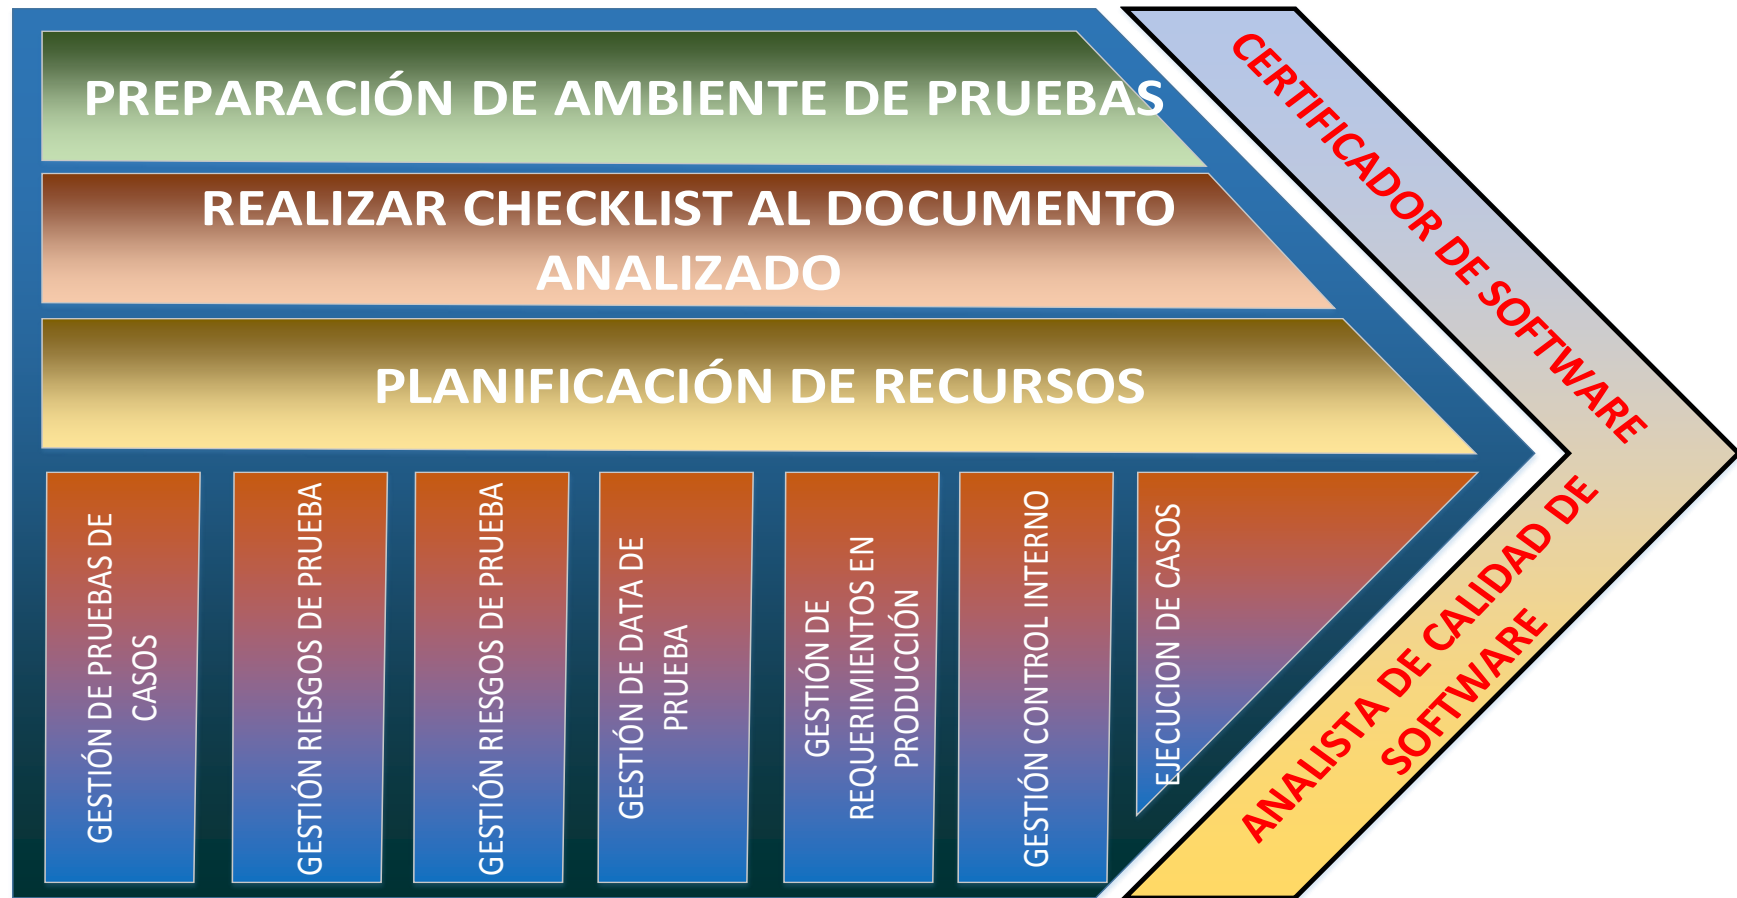 PREPARACIÓN DE AMBIENTE DE PRUEBAS
REALIZAR CHECKLIST AL DOCUMENTO
ANALIZADO
PLANIFICACIÓN DE RECURSOS
GESTIÓN DE PRUEBAS DE
CASOS
GESTIÓN RIESGOS DE PRUEBA
GESTIÓN RIESGOS DE PRUEBA
GESTIÓN DE DATA DE
PRUEBA
GESTIÓN DE
REQUERIMIENTOS EN
PRODUCCIÓN
GESTIÓN CONTROL INTERNO
EJECUCION DE CASOS
CERTIFICADOR DE SOFTWARE
ANALISTA DE CALIDAD DE
SOFTWARE